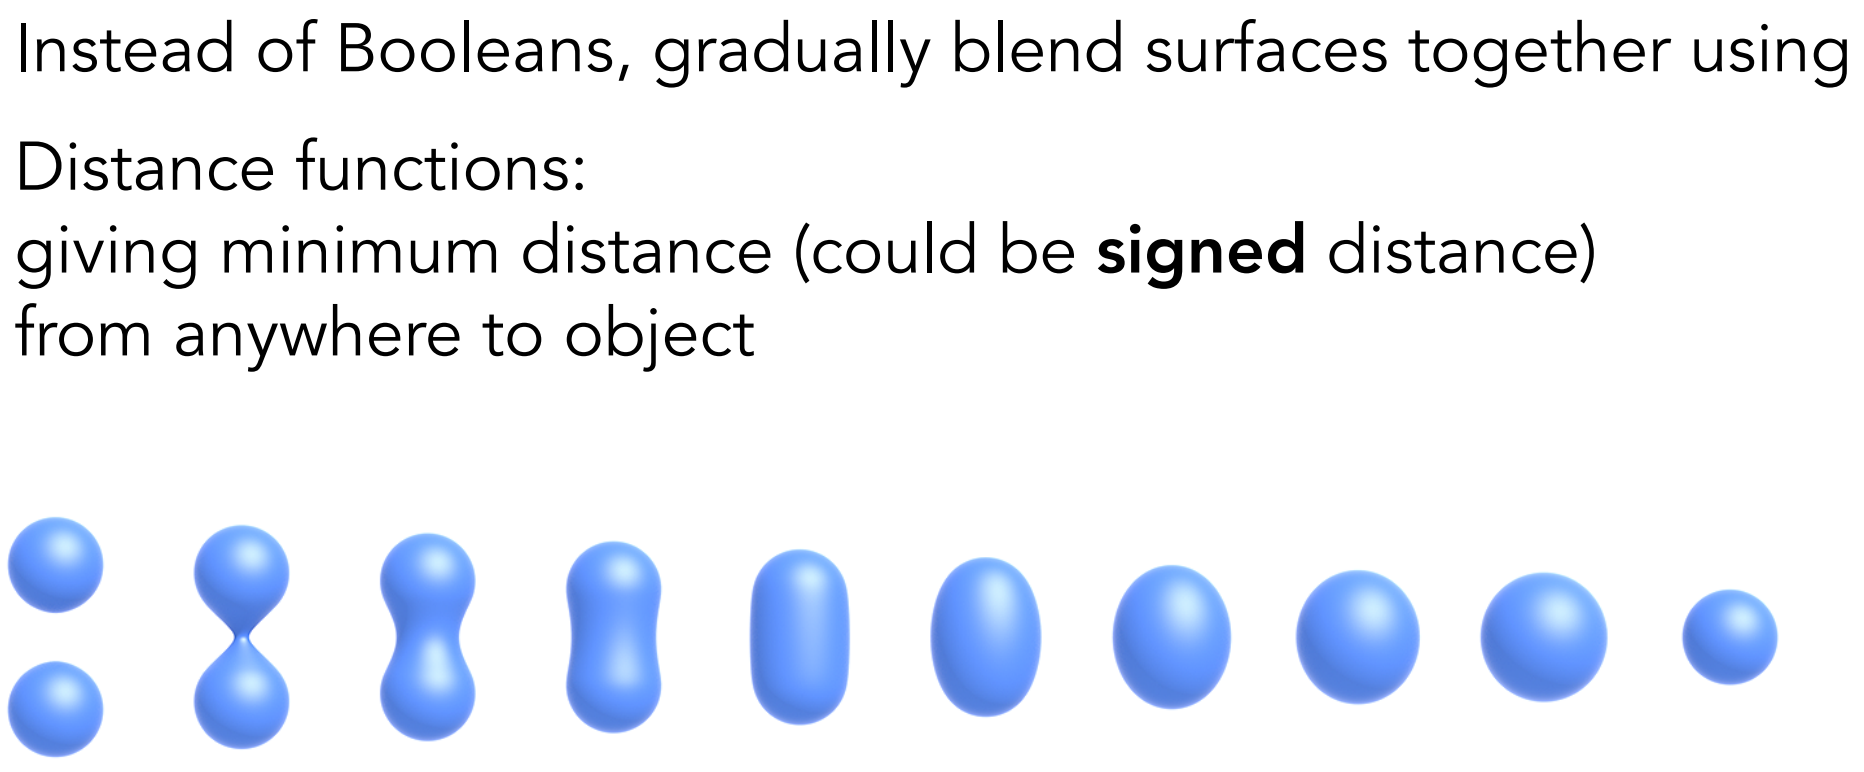 Instead of Booleans, gradually blend surfaces together using
Distance functions:
giving minimum distance (could be signed distance)
from anywhere to object